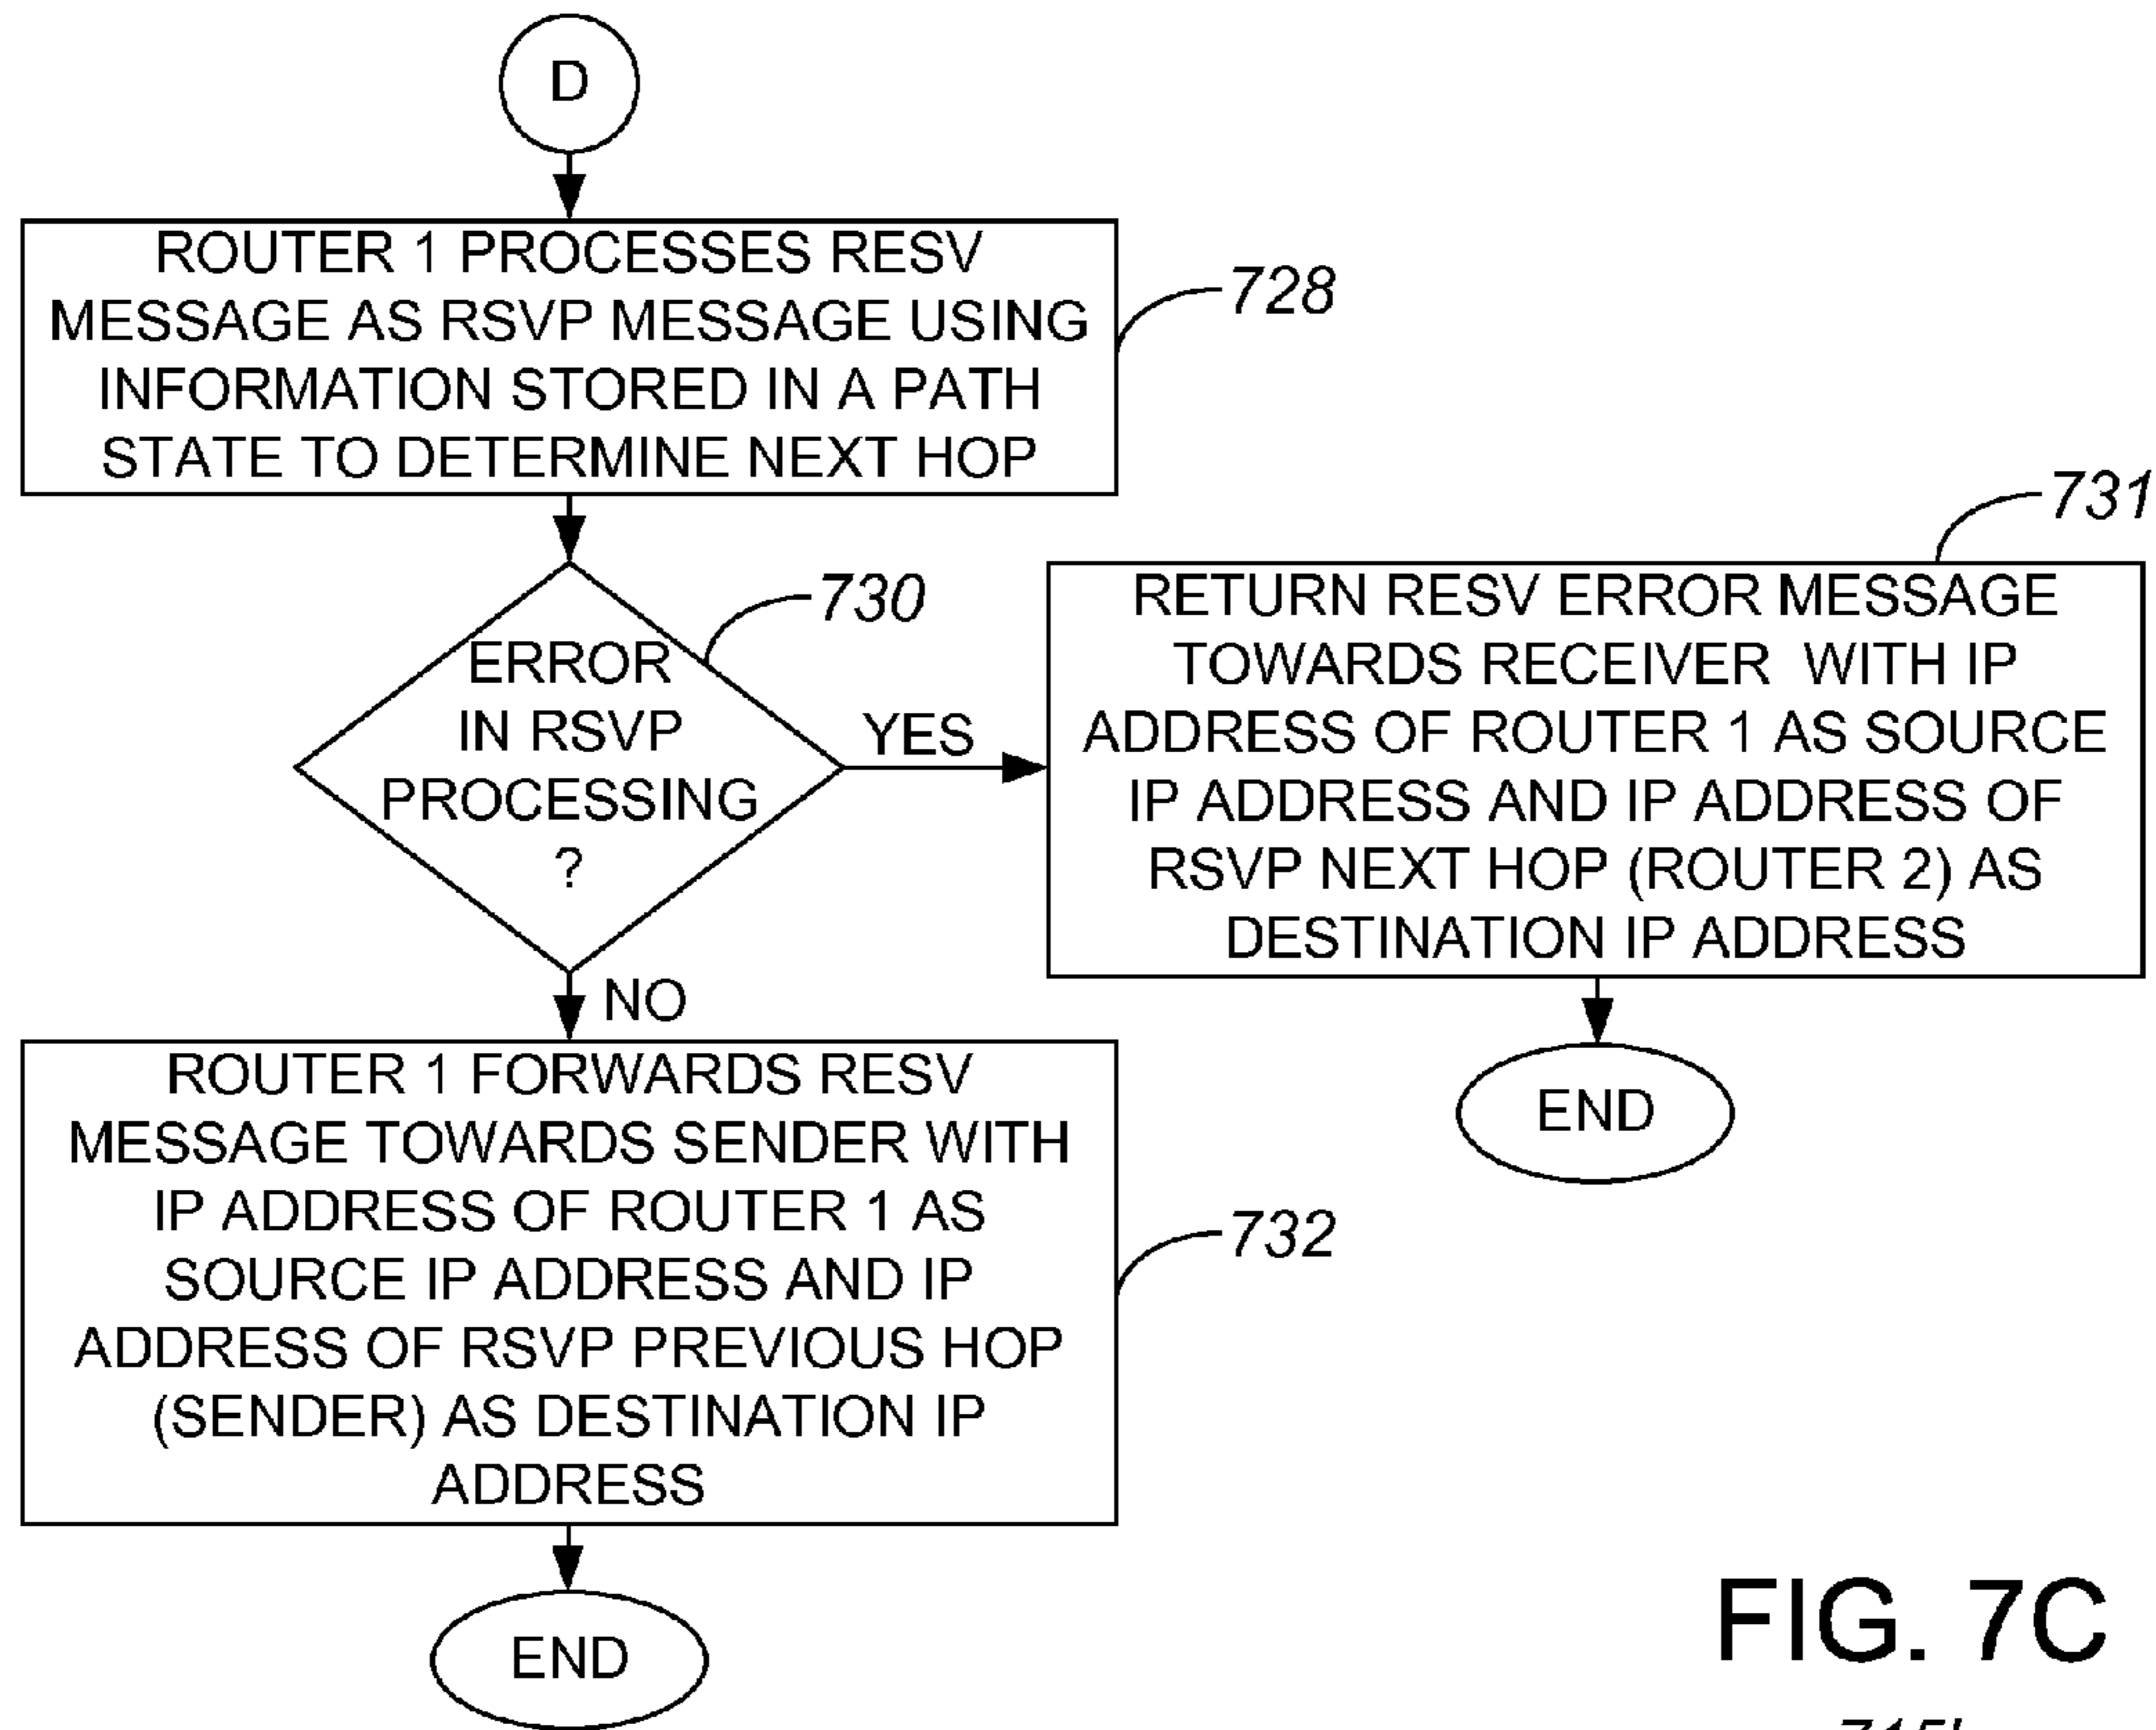 D
ROUTER 1 PROCESSES RESV
MESSAGE AS RSVP MESSAGE USING
INFORMATION STORED IN A PATH
STATE TO DETERMINE NEXT HOP
728
731
730
ERROR
IN RSVP
PROCESSING
?
YES
RETURN RESV ERROR MESSAGE
TOWARDS RECEIVER WITH IP
ADDRESS OF ROUTER 1 AS SOURCE
IP ADDRESS AND IP ADDRESS OF
RSVP NEXT HOP (ROUTER 2) AS
DESTINATION IP ADDRESS
NO
END
ROUTER 1 FORWARDS RESV
MESSAGE TOWARDS SENDER WITH
IP ADDRESS OF ROUTER 1 AS
SOURCE IP ADDRESS AND IP
ADDRESS OF RSVP PREVIOUS HOP
(SENDER) AS DESTINATION IP
ADDRESS
732
END
FIG. 7C